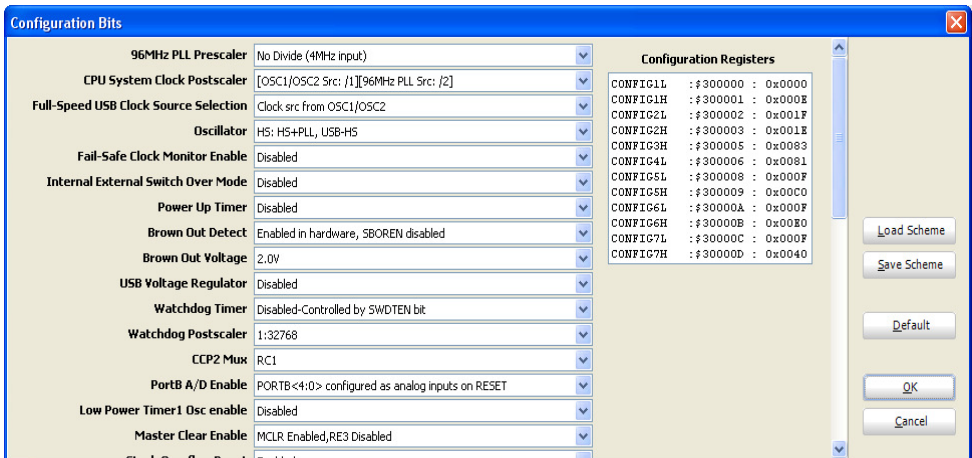 Configuration Bits
96MHz PLL Prescaler No Divide (4MHz input)
CPU System Clock Postscaler [OSC1/OSC2 Src: /1][96MHz PLL Src: /2]
Full-Speed USB Clock Source Selection Clock src from OSC1/OSC2
Oscillator HS: HS+PLL, USB-HS
Fail-Safe Clock Monitor Enable Disabled
Internal External Switch Over Mode Disabled
Power Up Timer Disabled
Brown Out Detect Enabled in hardware, SBOREN disabled
Brown Out Voltage 2.0V
USB Voltage Regulator Disabled
Watchdog Timer Disabled-Controlled by SWDTEN bit
Watchdog Postscaler 1:32768
CCP2 Mux RC1
PortB A/D Enable PORTB<4:0> configured as analog inputs on RESET
Low Power Timer1 Osc enable Disabled
Master Clear Enable MCLR Enabled,RE3 Disabled
Configuration Registers
CONFIG1L :$300000 : 0x0000
CONFIG1H :$300001 : 0x000E
CONFIG2L :$300002 : 0x001F
CONFIG2H :$300003 : 0x001E
CONFIG3H :$300005 : 0x0083
CONFIG4L :$300006 : 0x0081
CONFIG5L :$300008 : 0x000F
CONFIG5H :$300009 : 0x00C0
CONFIG6L :$30000A : 0x000F
CONFIG6H :$30000B : 0x00E0
CONFIG7L :$30000C : 0x000F
CONFIG7H :$30000D : 0x0040
Load Scheme
Save Scheme
Default
OK
Cancel